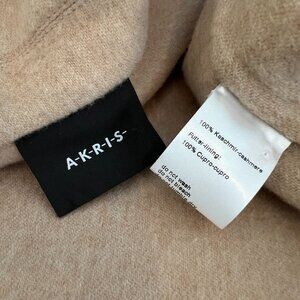 A-K-R-I-S-
100% Kaschmir-cashmere
Futter-lining:
100% Cupro-cupro
do not wash
do not bleach